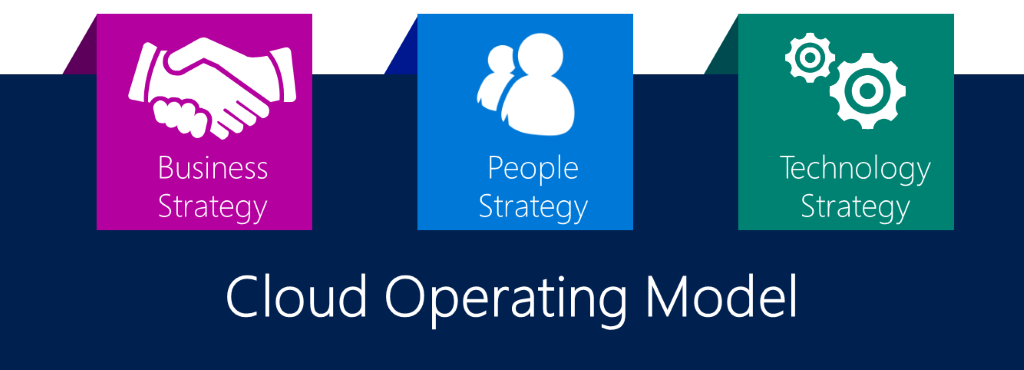 Business
Strategy
People
Strategy
Technology
Strategy
Cloud Operating Model